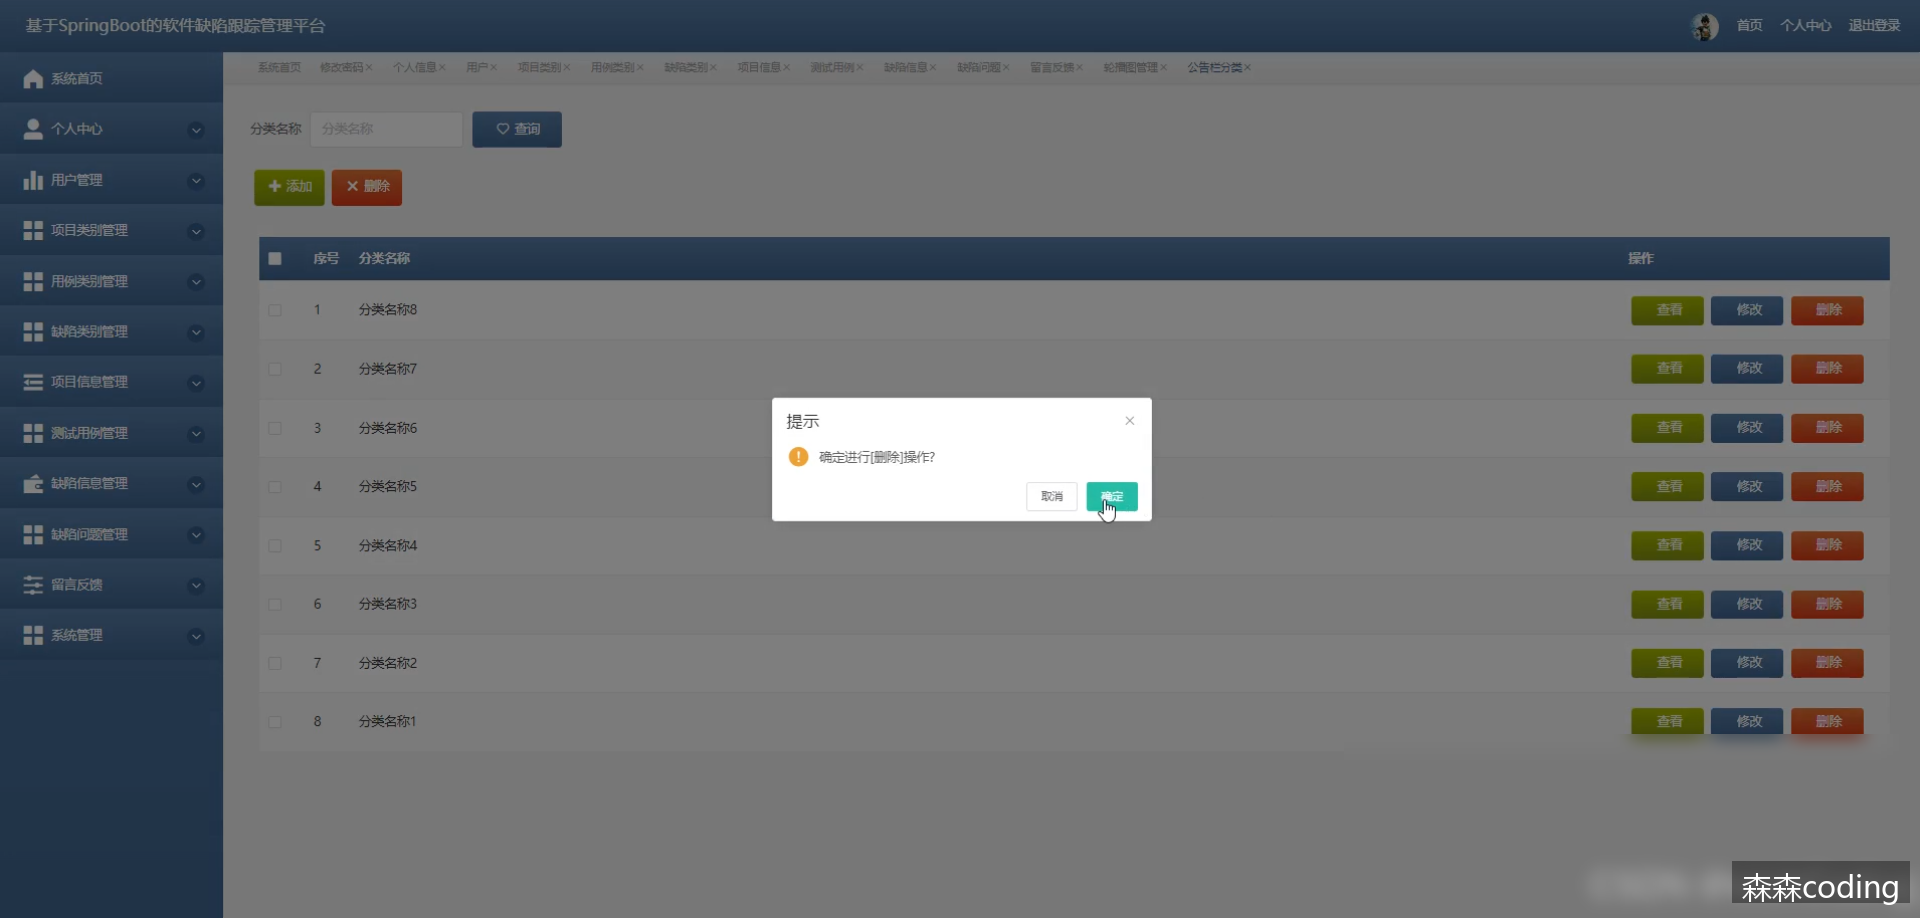 基于SpringBoot的软件缺陷跟踪管理平台
首页 个人中心 退出登录
系统首页
个人中心
用户管理
项目类别管理
用例类别管理
缺陷类别管理
项目信息管理
测试用例管理
缺陷信息管理
缺陷问题管理
留言反馈
系统管理
系统首页 修改密码× 个人信息× 用户× 项目类别× 用例类别× 缺陷类别× 项目信息× 测试用例× 缺陷信息× 缺陷问题× 留言反馈× 轮播图管理× 公告栏分类×
分类名称 分类名称 查询
添加 删除
序号 分类名称 操作
1 分类名称8 查看 修改 删除
2 分类名称7 查看 修改 删除
3 分类名称6 查看 修改 删除
4 分类名称5 查看 修改 删除
5 分类名称4 查看 修改 删除
6 分类名称3 查看 修改 删除
7 分类名称2 查看 修改 删除
8 分类名称1 查看 修改 删除
提示
确定进行[删除]操作?
取消 确定
森森coding